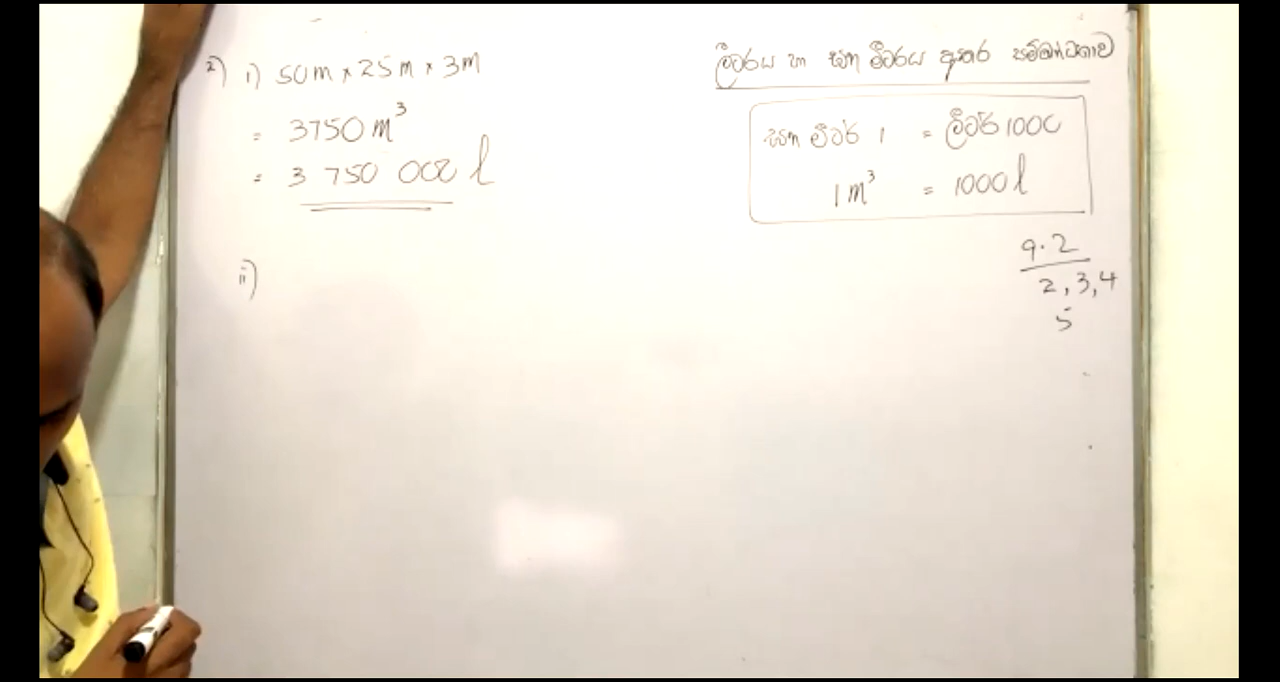 2) i) 50m × 25m × 3m
= 3750 m³
= 3 750 000 l
ii)
ලීටරය හා ඝන මීටරය අතර සම්බන්ධතාව
ඝන මීටර 1 = ලීටර 1000
1 m³ = 1000 l
9.2
2, 3, 4
5